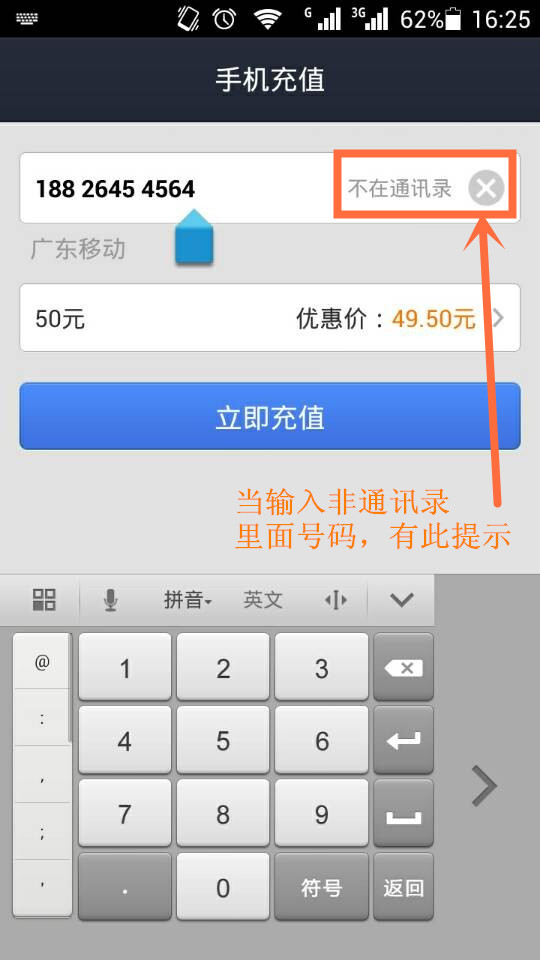 G 3G 62% 16:25
手机充值
188 2645 4564 不在通讯录
广东移动
50元 优惠价：49.50元
立即充值
当输入非通讯录
里面号码，有此提示
拼音 英文
@ 1 2 3
: 4 5 6
, 7 8 9
;
' . 0 符号 返回